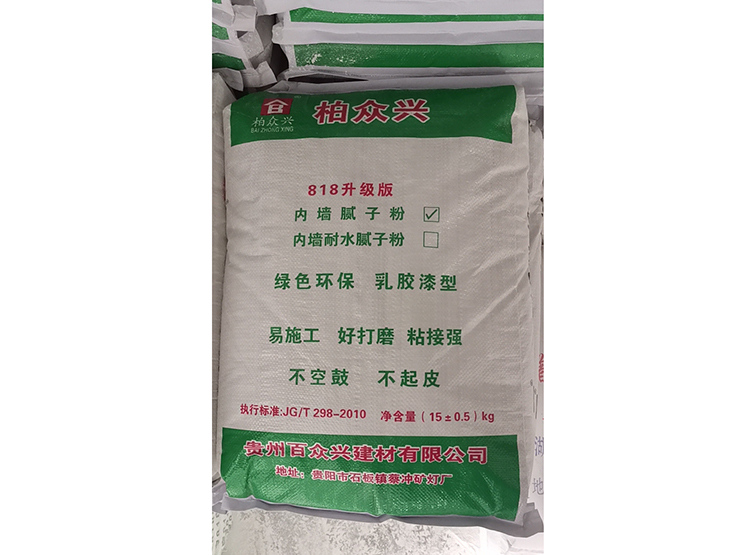 柏众兴
BAI ZHONG XING
柏众兴
818升级版
内墙腻子粉 ☑
内墙耐水腻子粉 □
绿色环保 乳胶漆型
易施工 好打磨 粘接强
不空鼓 不起皮
执行标准:JG/T 298-2010 净含量(15±0.5)kg
贵州百众兴建材有限公司
地址:贵阳市石板镇寨冲矿灯厂
湖
地